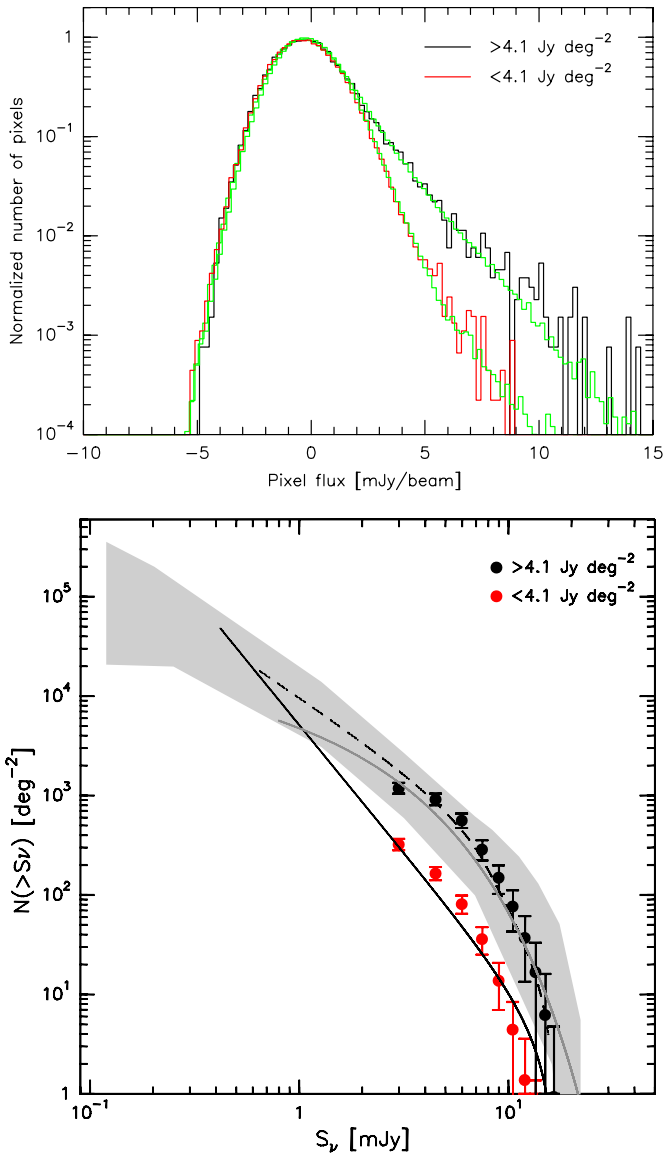 >4.1 Jy deg⁻²
<4.1 Jy deg⁻²
Normalized number of pixels
1
10⁻¹
10⁻²
10⁻³
10⁻⁴
−10 −5 0 5 10 15
Pixel flux [mJy/beam]
>4.1 Jy deg⁻²
<4.1 Jy deg⁻²
N(>Sν) [deg⁻²]
10⁵
10⁴
10³
10²
10
1
10⁻¹ 1 10¹
Sν [mJy]